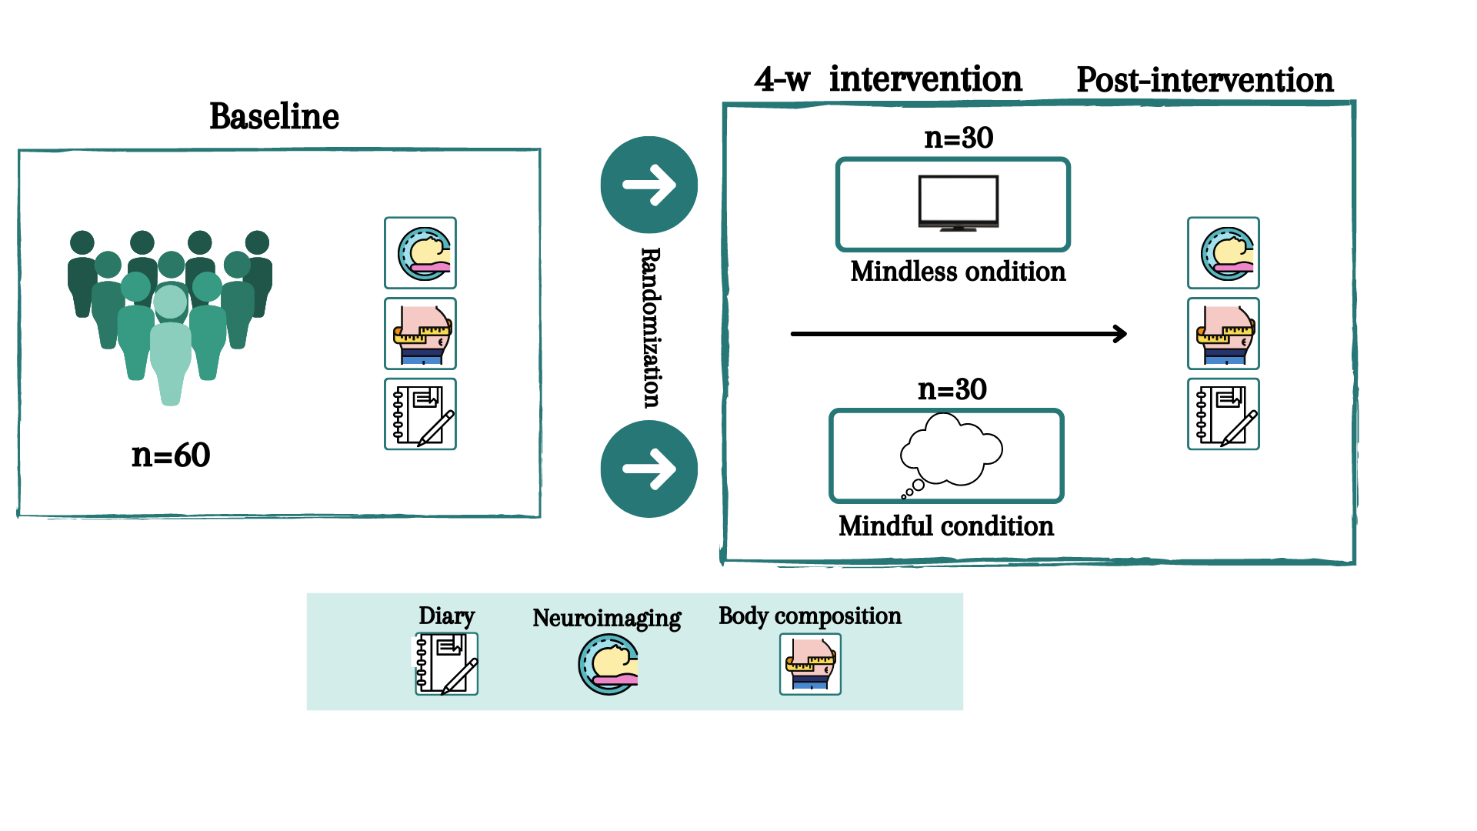 Baseline
n=60
Randomization
4-w intervention
Post-intervention
n=30
Mindless ondition
n=30
Mindful condition
Diary
Neuroimaging
Body composition